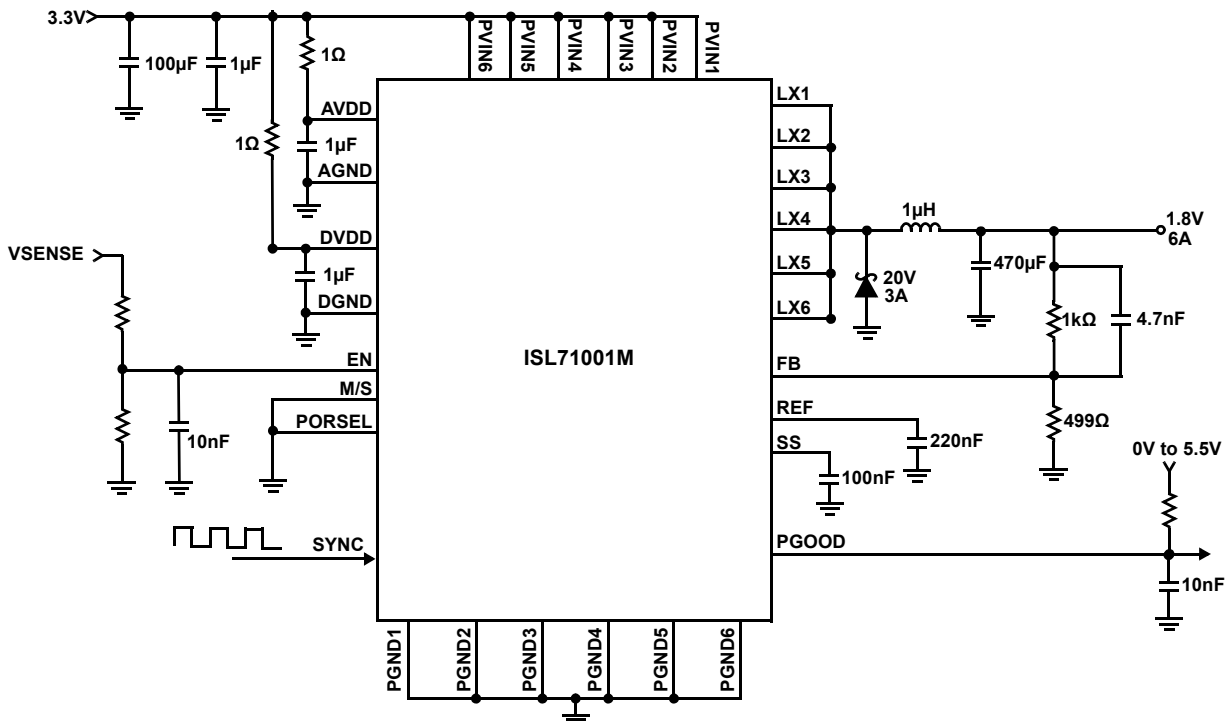 3.3V
100µF
1µF
1Ω
1Ω
PVIN6
PVIN5
PVIN4
PVIN3
PVIN2
PVIN1
AVDD
1µF
AGND
DVDD
1µF
DGND
VSENSE
EN
M/S
PORSEL
10nF
SYNC
ISL71001M
LX1
LX2
LX3
LX4
LX5
LX6
1µH
1.8V
6A
20V
3A
470µF
1kΩ
4.7nF
FB
REF
220nF
499Ω
SS
100nF
0V to 5.5V
PGOOD
10nF
PGND1
PGND2
PGND3
PGND4
PGND5
PGND6